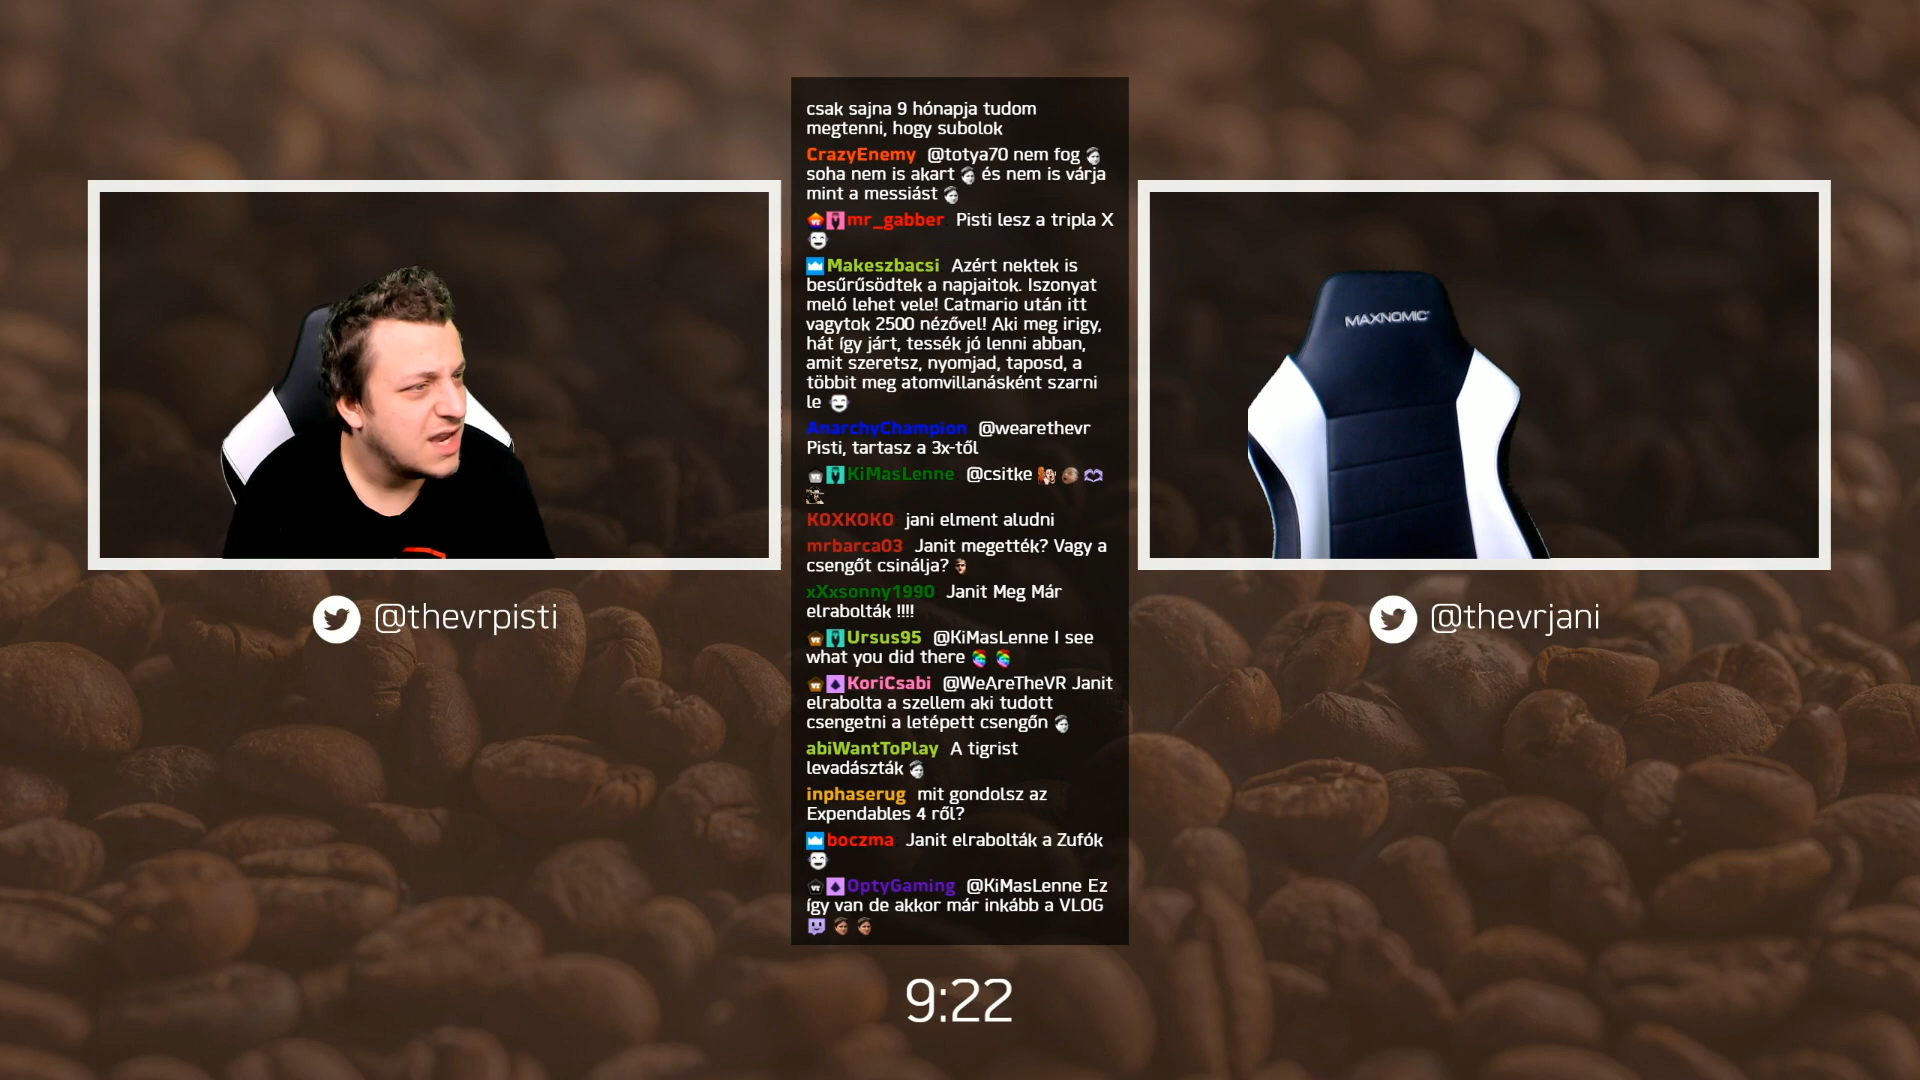 csak sajna 9 hónapja tudom
megtenni, hogy subolok
CrazyEnemy @totya70 nem fog
soha nem is akart és nem is várja
mint a messiást
mr_gabber Pisti lesz a tripla X
Makeszbacsi Azért nektek is
besűrűsödtek a napjaitok. Iszonyat
meló lehet vele! Catmario után itt
vagytok 2500 nézővel! Aki meg irigy,
hát így járt, tessék jó lenni abban,
amit szeretsz, nyomjad, taposd, a
többit meg atomvillanásként szarni
le
AnarchyChampion @wearethevr
Pisti, tartasz a 3x-től
KiMasLenne @csitke
KOXKOKO jani elment aludni
mrbarca03 Janit megették? Vagy a
csengőt csinálja?
xXxsonny1990 Janit Meg Már
elrabolták !!!!
Ursus95 @KiMasLenne I see
what you did there
KoriCsabi @WeAreTheVR Janit
elrabolta a szellem aki tudott
csengetni a letépett csengőn
abiWantToPlay A tigrist
levadászták
inphaserug mit gondolsz az
Expendables 4 ről?
boczma Janit elrabolták a Zufók
OptyGaming @KiMasLenne Ez
így van de akkor már inkább a VLOG
MAXNOMIC
@thevrpisti
@thevrjani
9:22